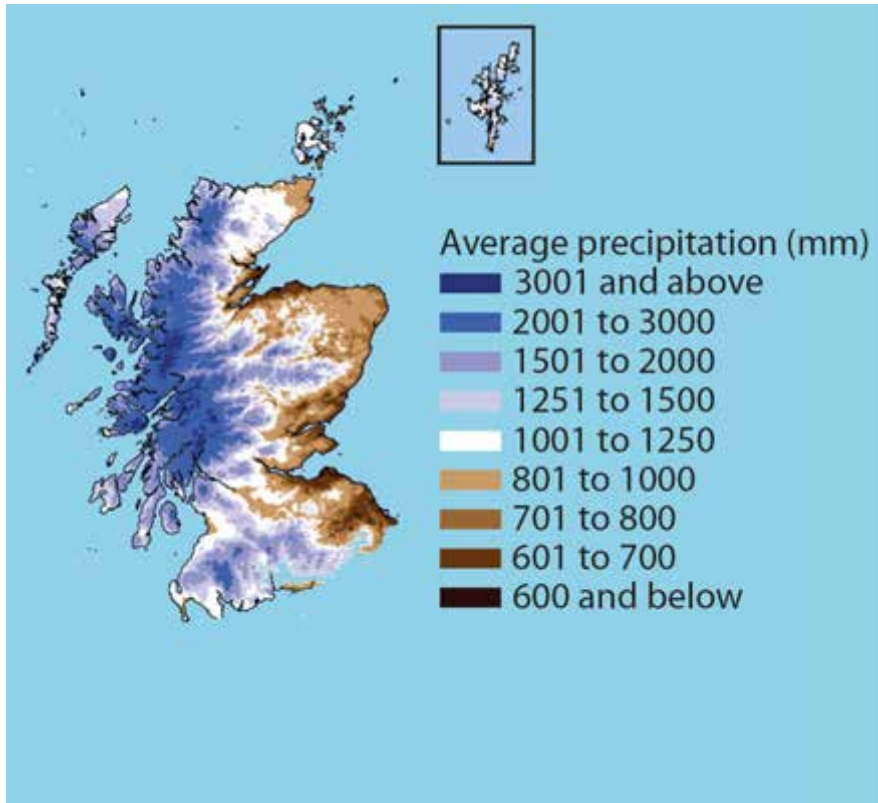 Average precipitation (mm)
3001 and above
2001 to 3000
1501 to 2000
1251 to 1500
1001 to 1250
801 to 1000
701 to 800
601 to 700
600 and below